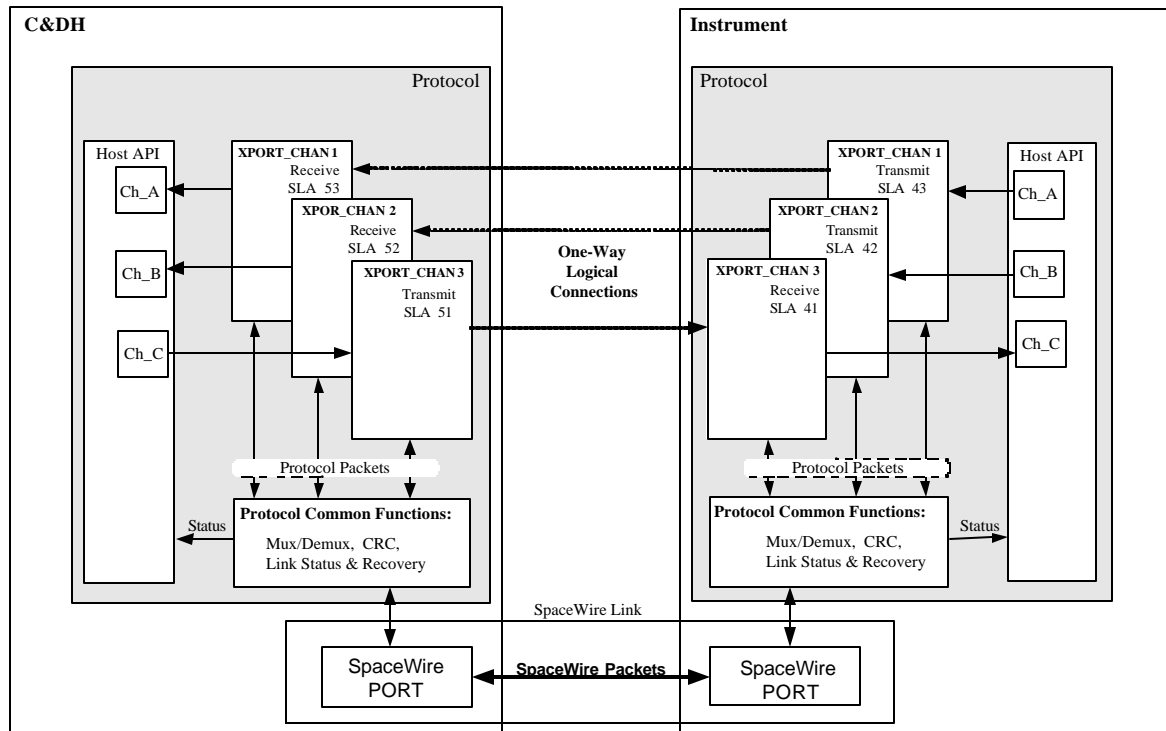 C&DH
Protocol
Host API
Ch_A
Ch_B
Ch_C
XPORT_CHAN 1
Receive
SLA 53
XPOR_CHAN 2
Receive
SLA 52
XPORT_CHAN 3
Transmit
SLA 51
Protocol Packets
Status
Protocol Common Functions:
Mux/Demux, CRC,
Link Status & Recovery
One-Way
Logical
Connections
Instrument
Protocol
XPORT_CHAN 1
Transmit
SLA 43
XPORT_CHAN 2
Transmit
SLA 42
XPORT_CHAN 3
Receive
SLA 41
Host API
Ch_A
Ch_B
Ch_C
Protocol Packets
Protocol Common Functions:
Mux/Demux, CRC,
Link Status & Recovery
Status
SpaceWire Link
SpaceWire
PORT
SpaceWire Packets
SpaceWire
PORT